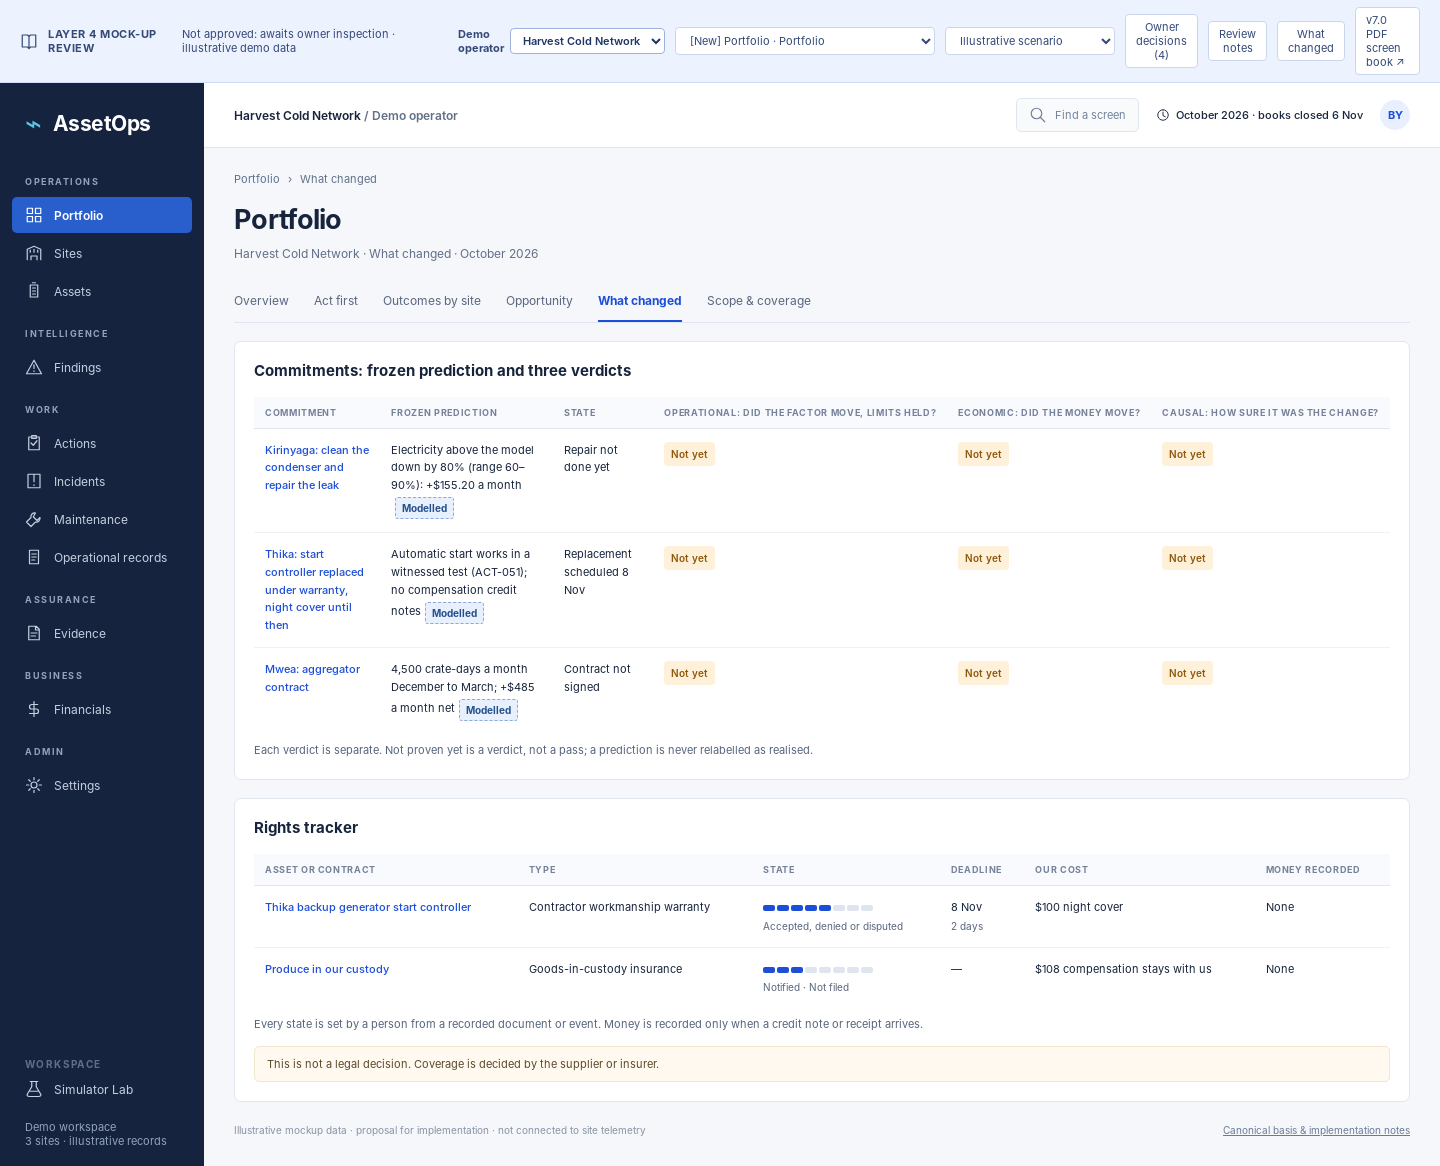 LAYER 4 MOCK-UP
REVIEW
Not approved: awaits owner inspection ·
illustrative demo data
Demo
operator
Harvest Cold Network
[New] Portfolio · Portfolio
Illustrative scenario
Owner
decisions
(4)
Review
notes
What
changed
v7.0
PDF
screen
book ↗
AssetOps
Harvest Cold Network / Demo operator
Find a screen
October 2026 · books closed 6 Nov
BY
OPERATIONS
Portfolio
Sites
Assets
INTELLIGENCE
Findings
WORK
Actions
Incidents
Maintenance
Operational records
ASSURANCE
Evidence
BUSINESS
Financials
ADMIN
Settings
WORKSPACE
Simulator Lab
Demo workspace
3 sites · illustrative records
Portfolio › What changed
Portfolio
Harvest Cold Network · What changed · October 2026
Overview
Act first
Outcomes by site
Opportunity
What changed
Scope & coverage
Commitments: frozen prediction and three verdicts
COMMITMENT
FROZEN PREDICTION
STATE
OPERATIONAL: DID THE FACTOR MOVE, LIMITS HELD?
ECONOMIC: DID THE MONEY MOVE?
CAUSAL: HOW SURE IT WAS THE CHANGE?
Kirinyaga: clean the
condenser and
repair the leak
Electricity above the model
down by 80% (range 60–
90%): +$155.20 a month
Modelled
Repair not
done yet
Not yet
Not yet
Not yet
Thika: start
controller replaced
under warranty,
night cover until
then
Automatic start works in a
witnessed test (ACT-051);
no compensation credit
notes Modelled
Replacement
scheduled 8
Nov
Not yet
Not yet
Not yet
Mwea: aggregator
contract
4,500 crate-days a month
December to March; +$485
a month net Modelled
Contract not
signed
Not yet
Not yet
Not yet
Each verdict is separate. Not proven yet is a verdict, not a pass; a prediction is never relabelled as realised.
Rights tracker
ASSET OR CONTRACT
TYPE
STATE
DEADLINE
OUR COST
MONEY RECORDED
Thika backup generator start controller
Contractor workmanship warranty
Accepted, denied or disputed
8 Nov
2 days
$100 night cover
None
Produce in our custody
Goods-in-custody insurance
Notified · Not filed
—
$108 compensation stays with us
None
Every state is set by a person from a recorded document or event. Money is recorded only when a credit note or receipt arrives.
This is not a legal decision. Coverage is decided by the supplier or insurer.
Illustrative mockup data · proposal for implementation · not connected to site telemetry
Canonical basis & implementation notes